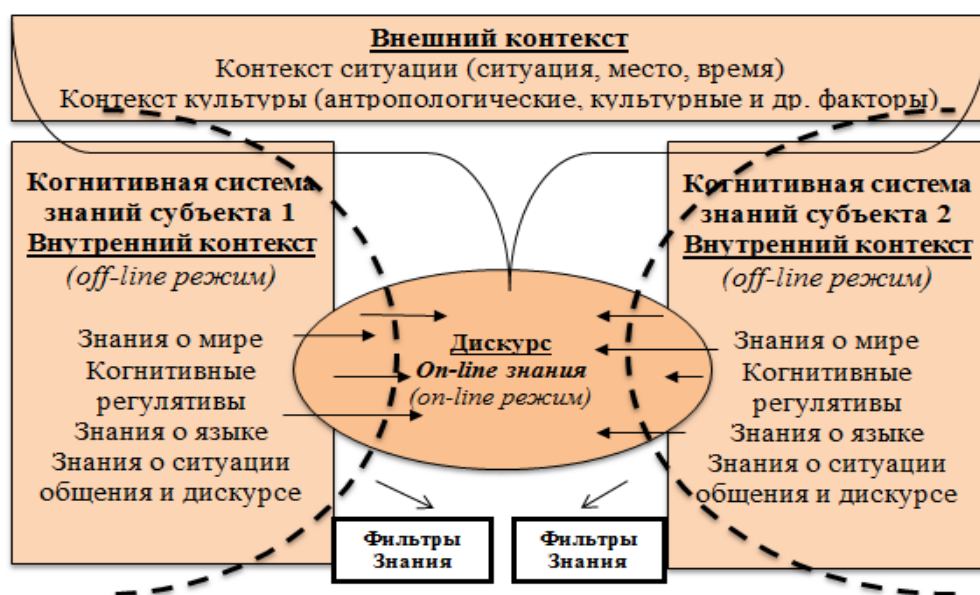 Внешний контекст
Контекст ситуации (ситуация, место, время)
Контекст культуры (антропологические, культурные и др. факторы)
Когнитивная система
знаний субъекта 1
Внутренний контекст
(off-line режим)
Знания о мире
Когнитивные
регулятивы
Знания о языке
Знания о ситуации
общения и дискурсе
Дискурс
On-line знания
(on-line режим)
Когнитивная система
знаний субъекта 2
Внутренний контекст
(off-line режим)
Знания о мире
Когнитивные
регулятивы
Знания о языке
Знания о ситуации
общения и дискурсе
Фильтры
Знания
Фильтры
Знания